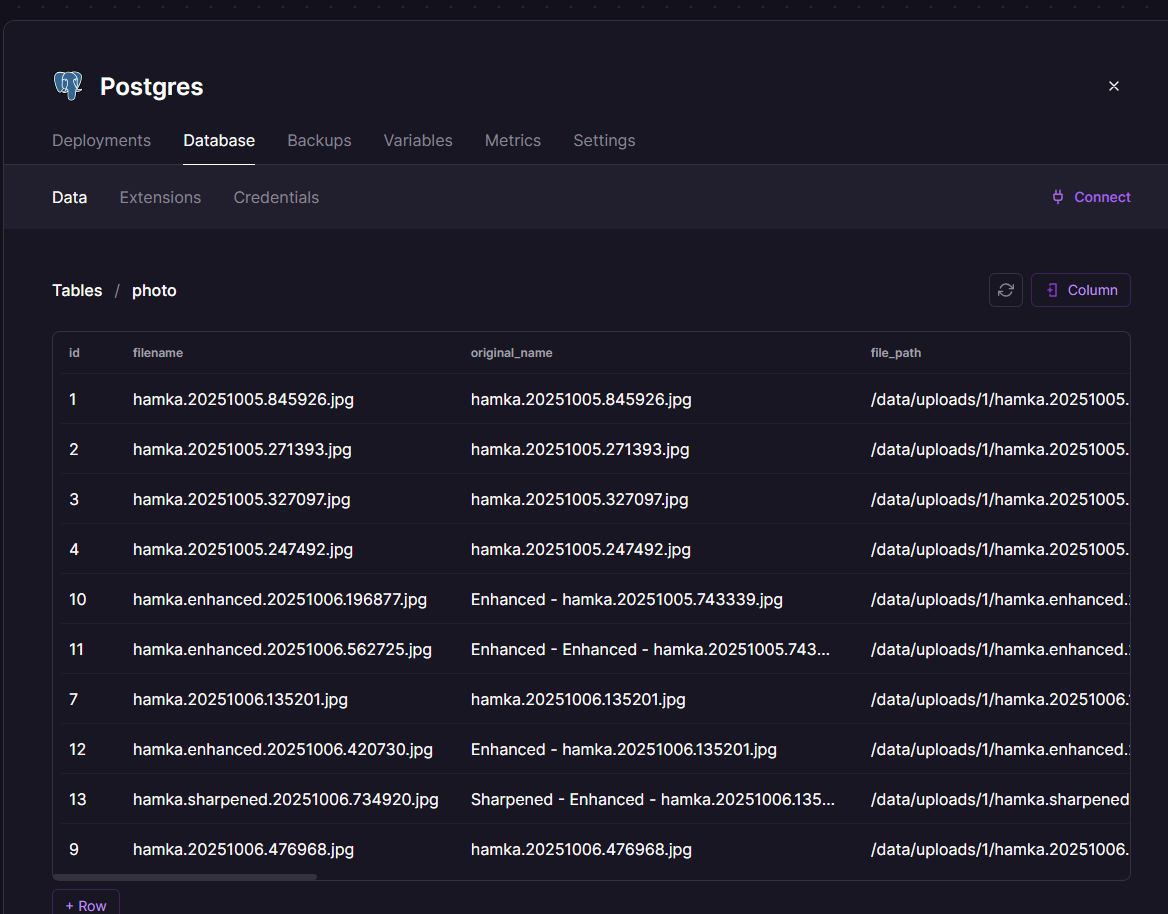 Postgres
Deployments Database Backups Variables Metrics Settings
Data Extensions Credentials Connect
Tables / photo Column
id filename original_name file_path
1 hamka.20251005.845926.jpg hamka.20251005.845926.jpg /data/uploads/1/hamka.20251005.
2 hamka.20251005.271393.jpg hamka.20251005.271393.jpg /data/uploads/1/hamka.20251005.
3 hamka.20251005.327097.jpg hamka.20251005.327097.jpg /data/uploads/1/hamka.20251005.
4 hamka.20251005.247492.jpg hamka.20251005.247492.jpg /data/uploads/1/hamka.20251005.
10 hamka.enhanced.20251006.196877.jpg Enhanced - hamka.20251005.743339.jpg /data/uploads/1/hamka.enhanced.
11 hamka.enhanced.20251006.562725.jpg Enhanced - Enhanced - hamka.20251005.743... /data/uploads/1/hamka.enhanced.
7 hamka.20251006.135201.jpg hamka.20251006.135201.jpg /data/uploads/1/hamka.20251006.
12 hamka.enhanced.20251006.420730.jpg Enhanced - hamka.20251006.135201.jpg /data/uploads/1/hamka.enhanced.
13 hamka.sharpened.20251006.734920.jpg Sharpened - Enhanced - hamka.20251006.135... /data/uploads/1/hamka.sharpened
9 hamka.20251006.476968.jpg hamka.20251006.476968.jpg /data/uploads/1/hamka.20251006.
+ Row